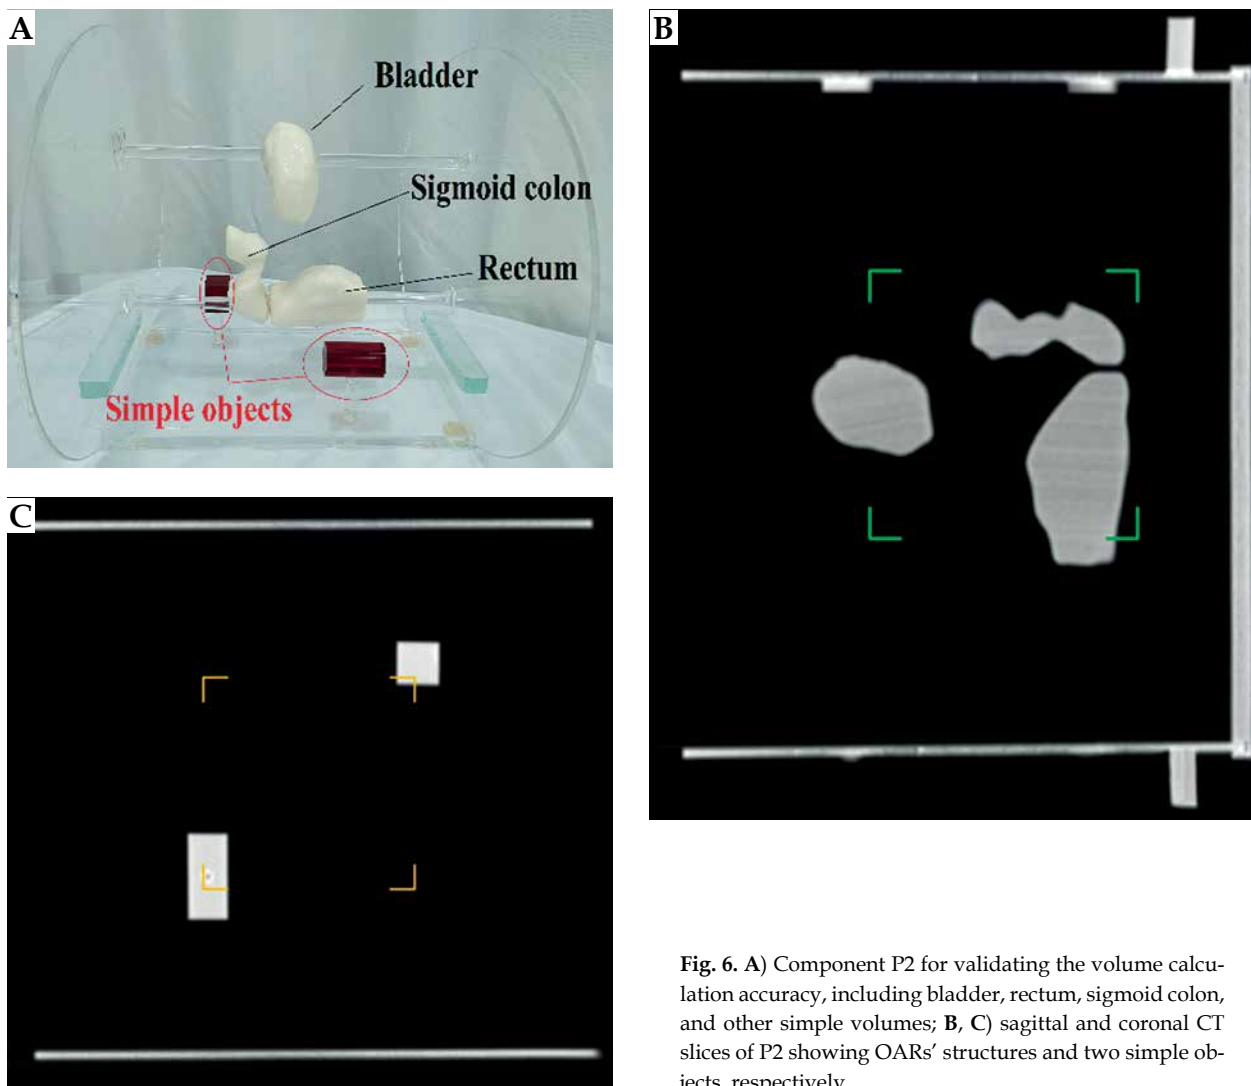 A
Bladder
Sigmoid colon
Rectum
Simple objects
B
C
Fig. 6. A) Component P2 for validating the volume calcu-
lation accuracy, including bladder, rectum, sigmoid colon,
and other simple volumes; B, C) sagittal and coronal CT
slices of P2 showing OARs' structures and two simple ob-
jects, respectively